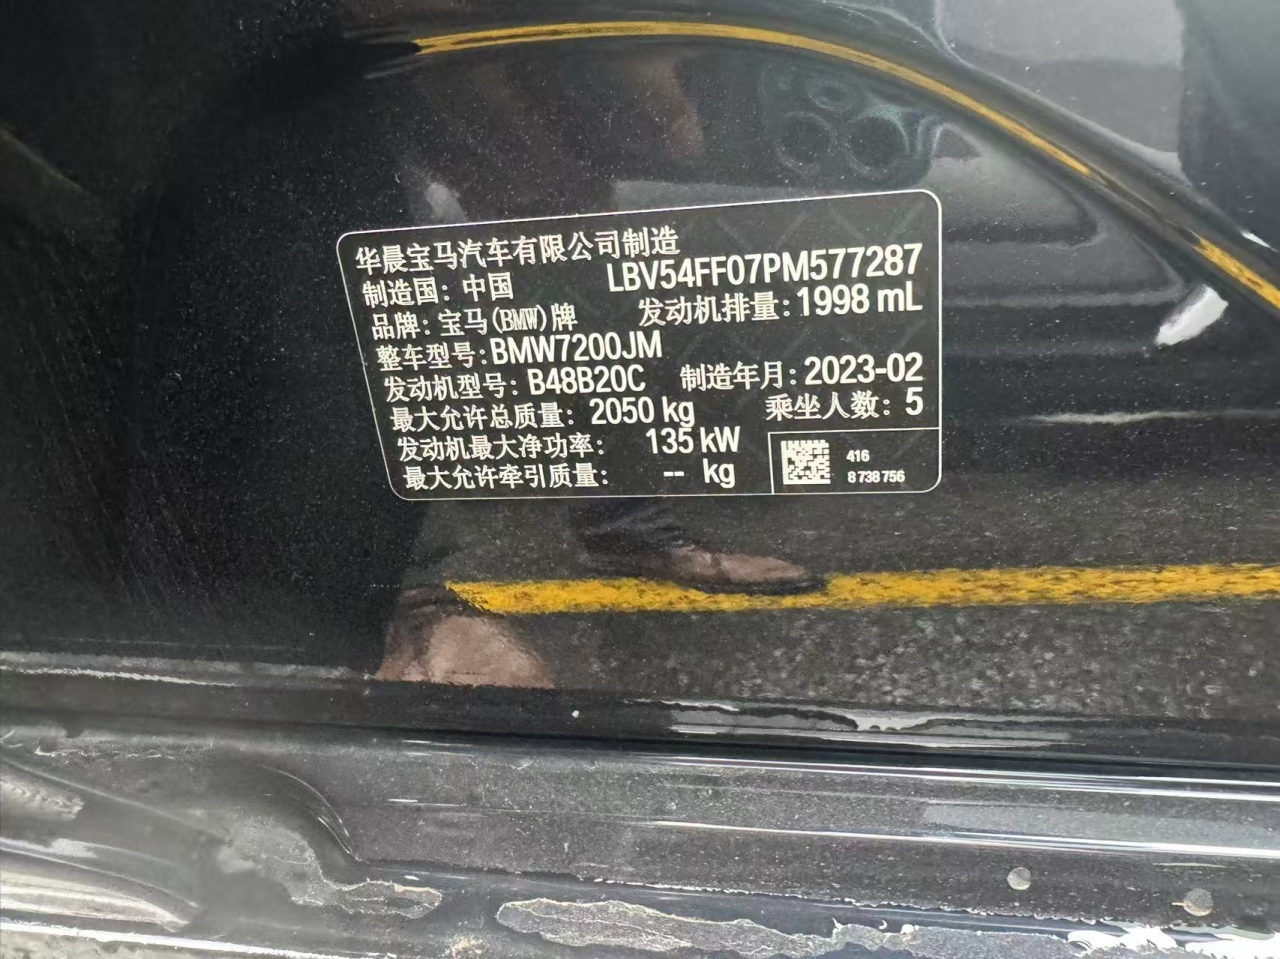 华晨宝马汽车有限公司制造
制造国：中国 LBV54FF07PM577287
品牌：宝马(BMW)牌 发动机排量：1998 mL
整车型号：BMW7200JM
发动机型号：B48B20C 制造年月：2023-02
最大允许总质量：2050 kg 乘坐人数：5
发动机最大净功率：135 kW
最大允许牵引质量：-- kg
416
8 738 756